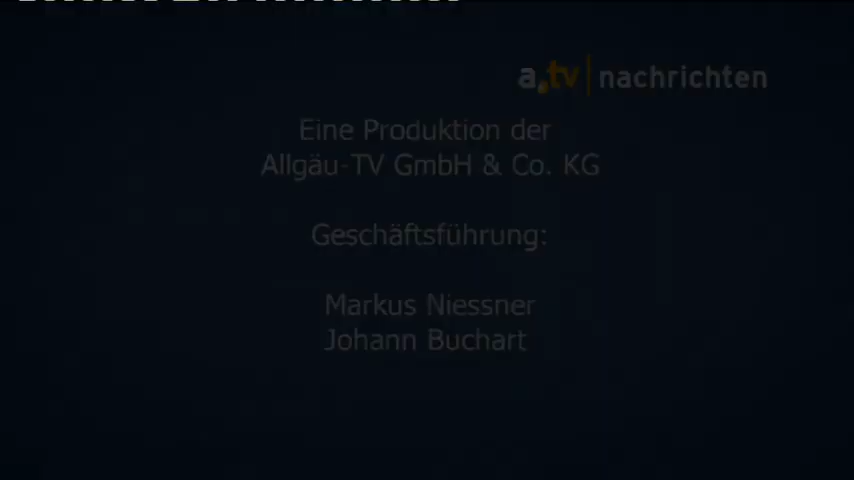 a.tv nachrichten
Eine Produktion der
Allgäu-TV GmbH & Co. KG
Geschäftsführung:
Markus Niessner
Johann Buchart